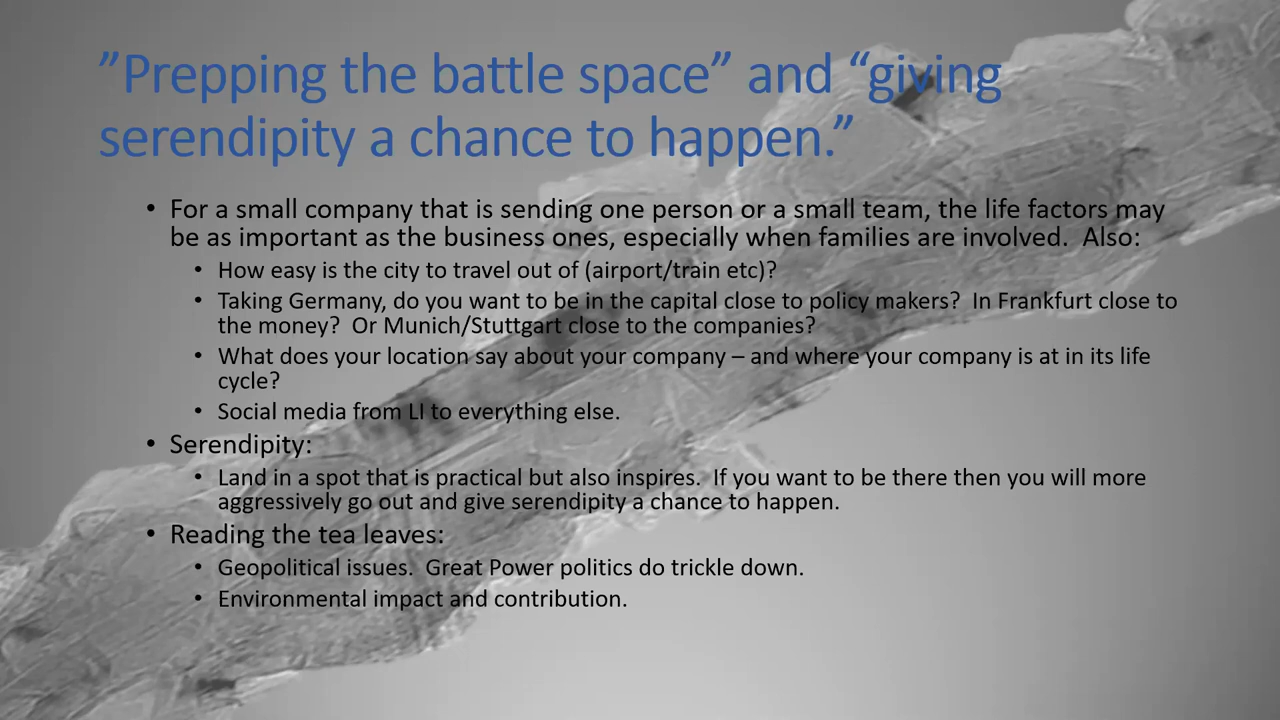 ”Prepping the battle space” and “giving
serendipity a chance to happen.”
• For a small company that is sending one person or a small team, the life factors may
be as important as the business ones, especially when families are involved.  Also:
• How easy is the city to travel out of (airport/train etc)?
• Taking Germany, do you want to be in the capital close to policy makers?  In Frankfurt close to
the money?  Or Munich/Stuttgart close to the companies?
• What does your location say about your company – and where your company is at in its life
cycle?
• Social media from LI to everything else.
• Serendipity:
• Land in a spot that is practical but also inspires.  If you want to be there then you will more
aggressively go out and give serendipity a chance to happen.
• Reading the tea leaves:
• Geopolitical issues.  Great Power politics do trickle down.
• Environmental impact and contribution.